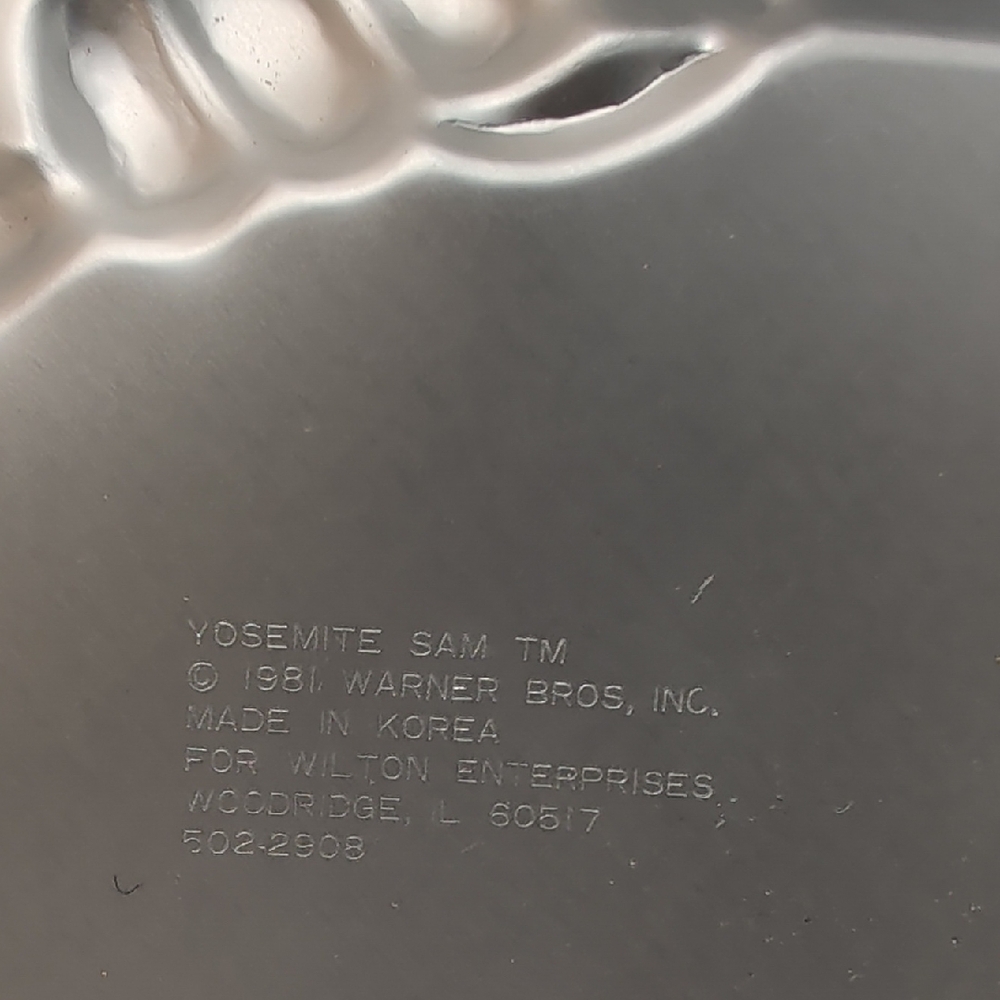 YOSEMITE SAM TM
© 1981 WARNER BROS, INC.
MADE IN KOREA
FOR WILTON ENTERPRISES
WOODRIDGE, IL 60517
502-2908